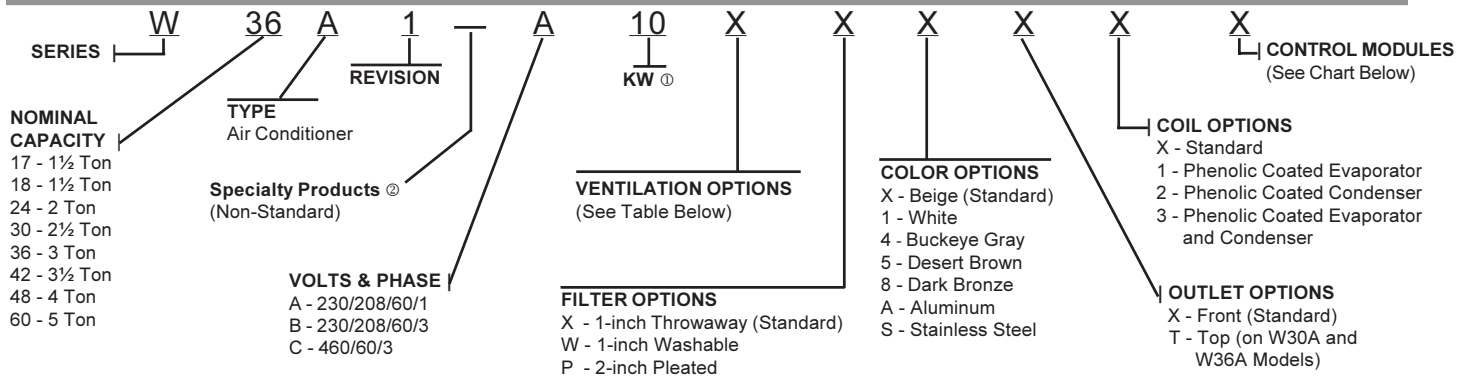 W 36 A 1 — A 10 X X X X X X
SERIES
REVISION
KW ①
CONTROL MODULES
(See Chart Below)
NOMINAL
CAPACITY
17 - 1½ Ton
18 - 1½ Ton
24 - 2 Ton
30 - 2½ Ton
36 - 3 Ton
42 - 3½ Ton
48 - 4 Ton
60 - 5 Ton
TYPE
Air Conditioner
Specialty Products ②
(Non-Standard)
VOLTS & PHASE
A - 230/208/60/1
B - 230/208/60/3
C - 460/60/3
VENTILATION OPTIONS
(See Table Below)
FILTER OPTIONS
X - 1-inch Throwaway (Standard)
W - 1-inch Washable
P - 2-inch Pleated
COLOR OPTIONS
X - Beige (Standard)
1 - White
4 - Buckeye Gray
5 - Desert Brown
8 - Dark Bronze
A - Aluminum
S - Stainless Steel
COIL OPTIONS
X - Standard
1 - Phenolic Coated Evaporator
2 - Phenolic Coated Condenser
3 - Phenolic Coated Evaporator
and Condenser
OUTLET OPTIONS
X - Front (Standard)
T - Top (on W30A and
W36A Models)